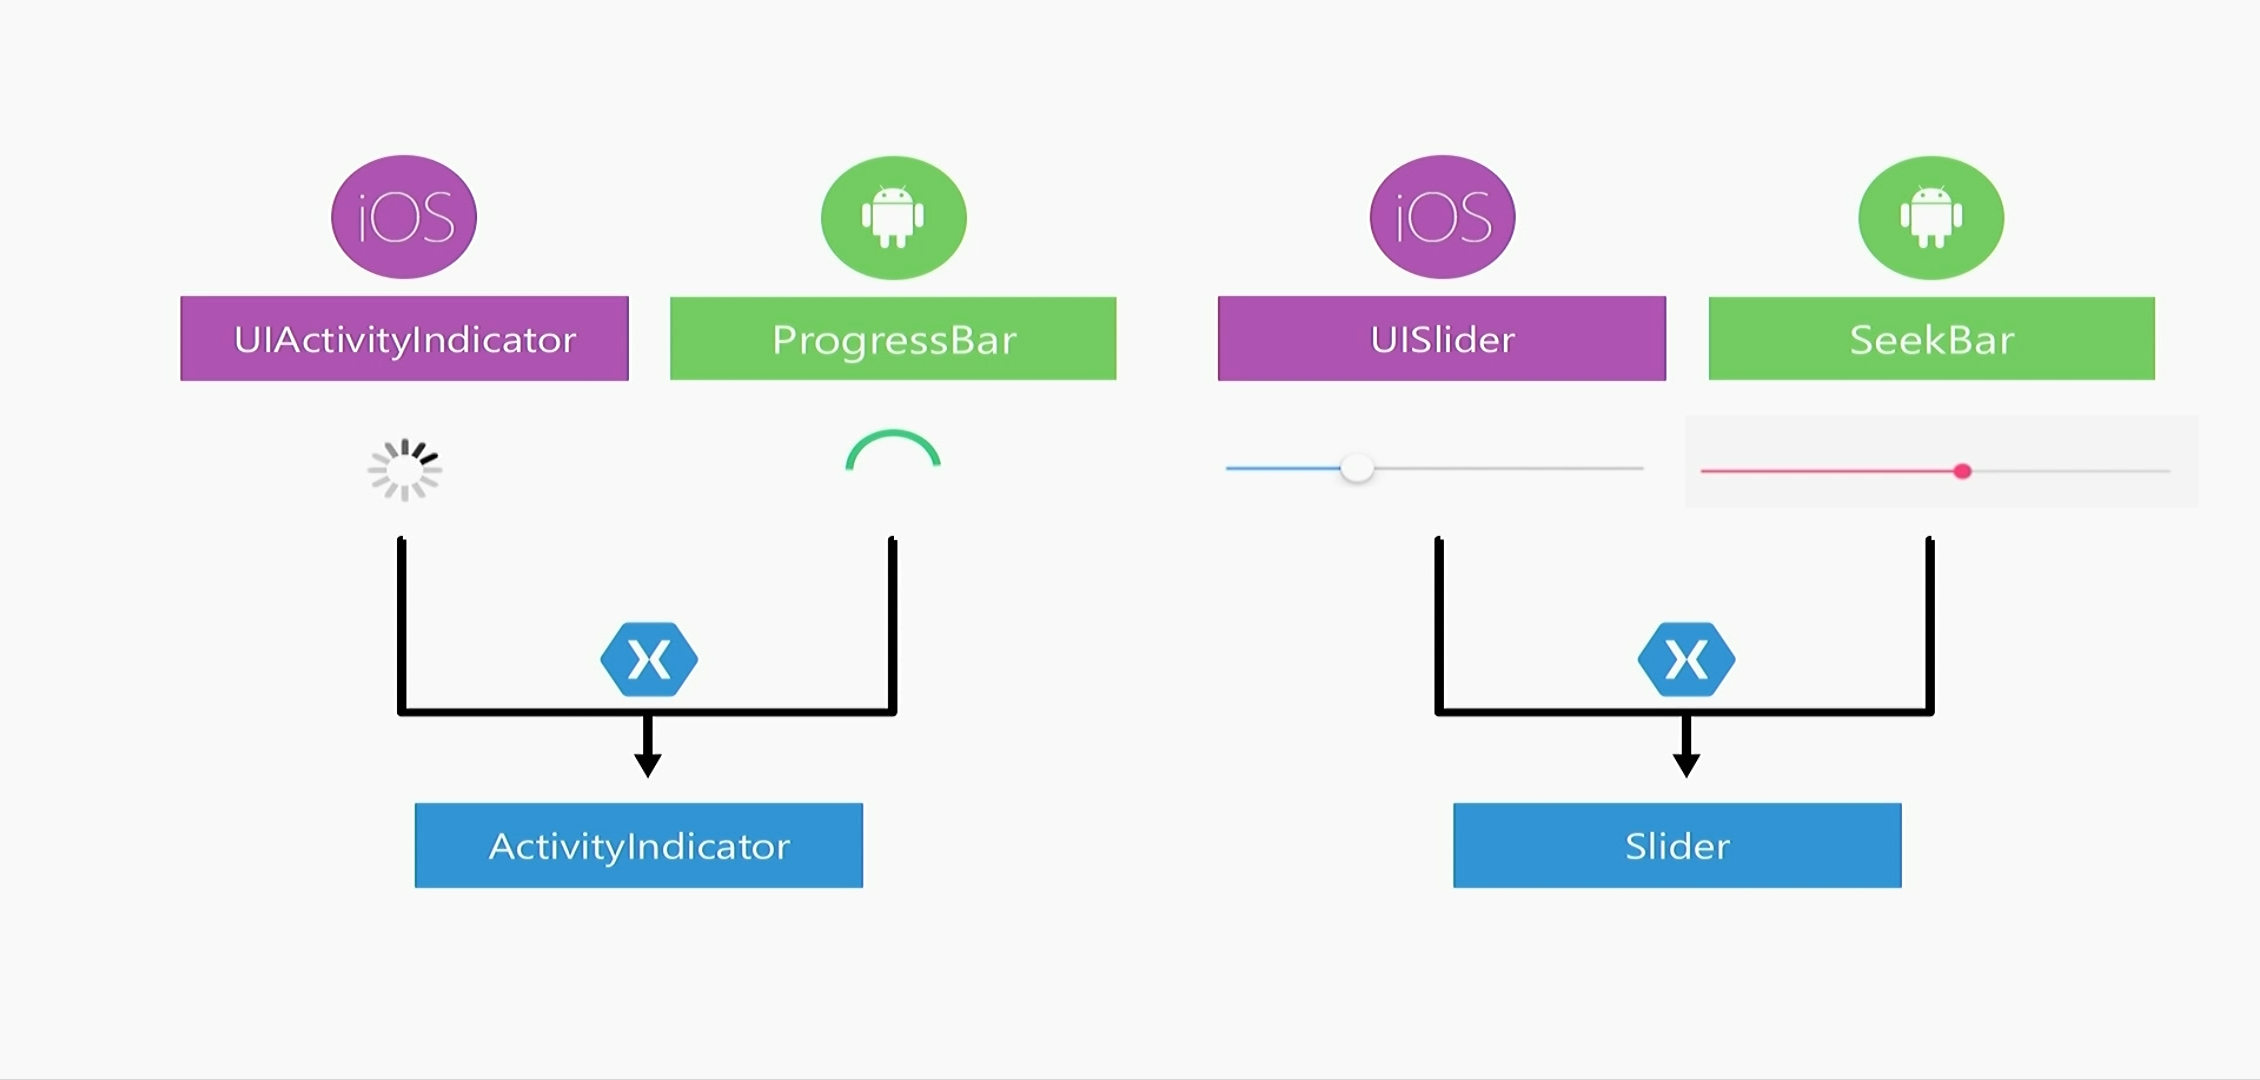 iOS
iOS
UIActivityIndicator
ProgressBar
UISlider
SeekBar
ActivityIndicator
Slider